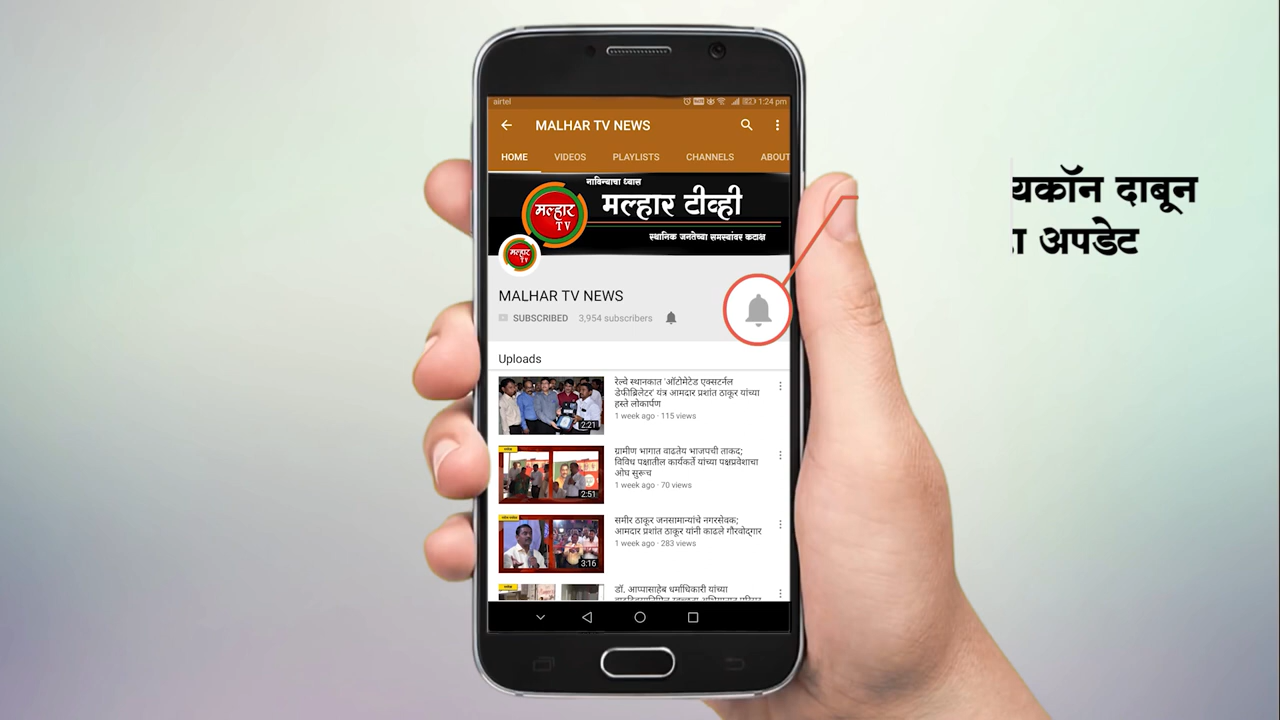 airtel
1:24 pm
MALHAR TV NEWS
HOME VIDEOS PLAYLISTS CHANNELS ABOUT
नाविन्याचा ध्यास
मल्हार टीव्ही
मल्हार
TV
स्थानिक जनतेच्या समस्यांवर कटाक्ष
मल्हार
TV
MALHAR TV NEWS
SUBSCRIBED 3,954 subscribers
यकॉन दाबून
अपडेट
Uploads
रेल्वे स्थानकात 'ऑटोमेटेड एक्सटर्नल
डेफीब्रिलेटर' यंत्र आमदार प्रशांत ठाकूर यांच्या
हस्ते लोकार्पण
1 week ago · 115 views
2:21
ग्रामीण भागात वाढतेय भाजपची ताकद;
विविध पक्षातील कार्यकर्ते यांच्या पक्षप्रवेशाचा
ओघ सुरूच
1 week ago · 70 views
2:51
समीर ठाकूर जनसामान्यांचे नगरसेवक;
आमदार प्रशांत ठाकूर यांनी काढले गौरवोद्गार
1 week ago · 283 views
3:16
डॉ. आप्पासाहेब धर्माधिकारी यांच्या